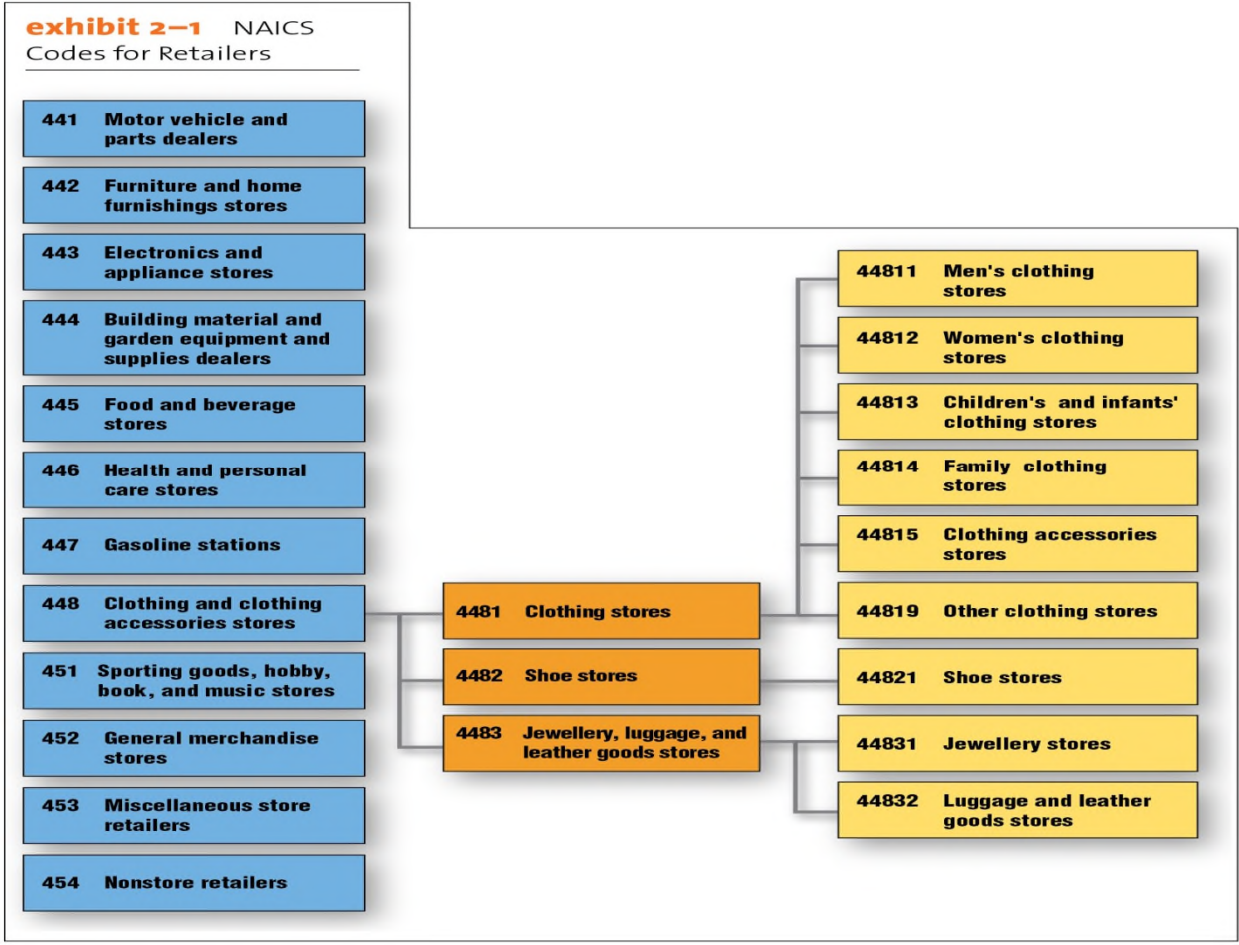 exhibit 2–1 NAICS
Codes for Retailers
441 Motor vehicle and
parts dealers
442 Furniture and home
furnishings stores
443 Electronics and
appliance stores
444 Building material and
garden equipment and
supplies dealers
445 Food and beverage
stores
446 Health and personal
care stores
447 Gasoline stations
448 Clothing and clothing
accessories stores
451 Sporting goods, hobby,
book, and music stores
452 General merchandise
stores
453 Miscellaneous store
retailers
454 Nonstore retailers
4481 Clothing stores
4482 Shoe stores
4483 Jewellery, luggage, and
leather goods stores
44811 Men's clothing
stores
44812 Women's clothing
stores
44813 Children's and infants'
clothing stores
44814 Family clothing
stores
44815 Clothing accessories
stores
44819 Other clothing stores
44821 Shoe stores
44831 Jewellery stores
44832 Luggage and leather
goods stores